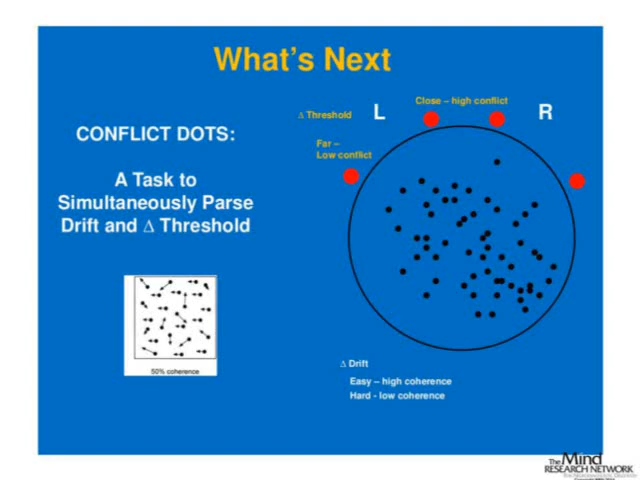 What's Next
Close – high conflict
Δ Threshold
L
R
Far –
Low conflict
CONFLICT DOTS:
A Task to
Simultaneously Parse
Drift and Δ Threshold
50% coherence
Δ Drift
Easy – high coherence
Hard - low coherence
The Mind
RESEARCH NETWORK